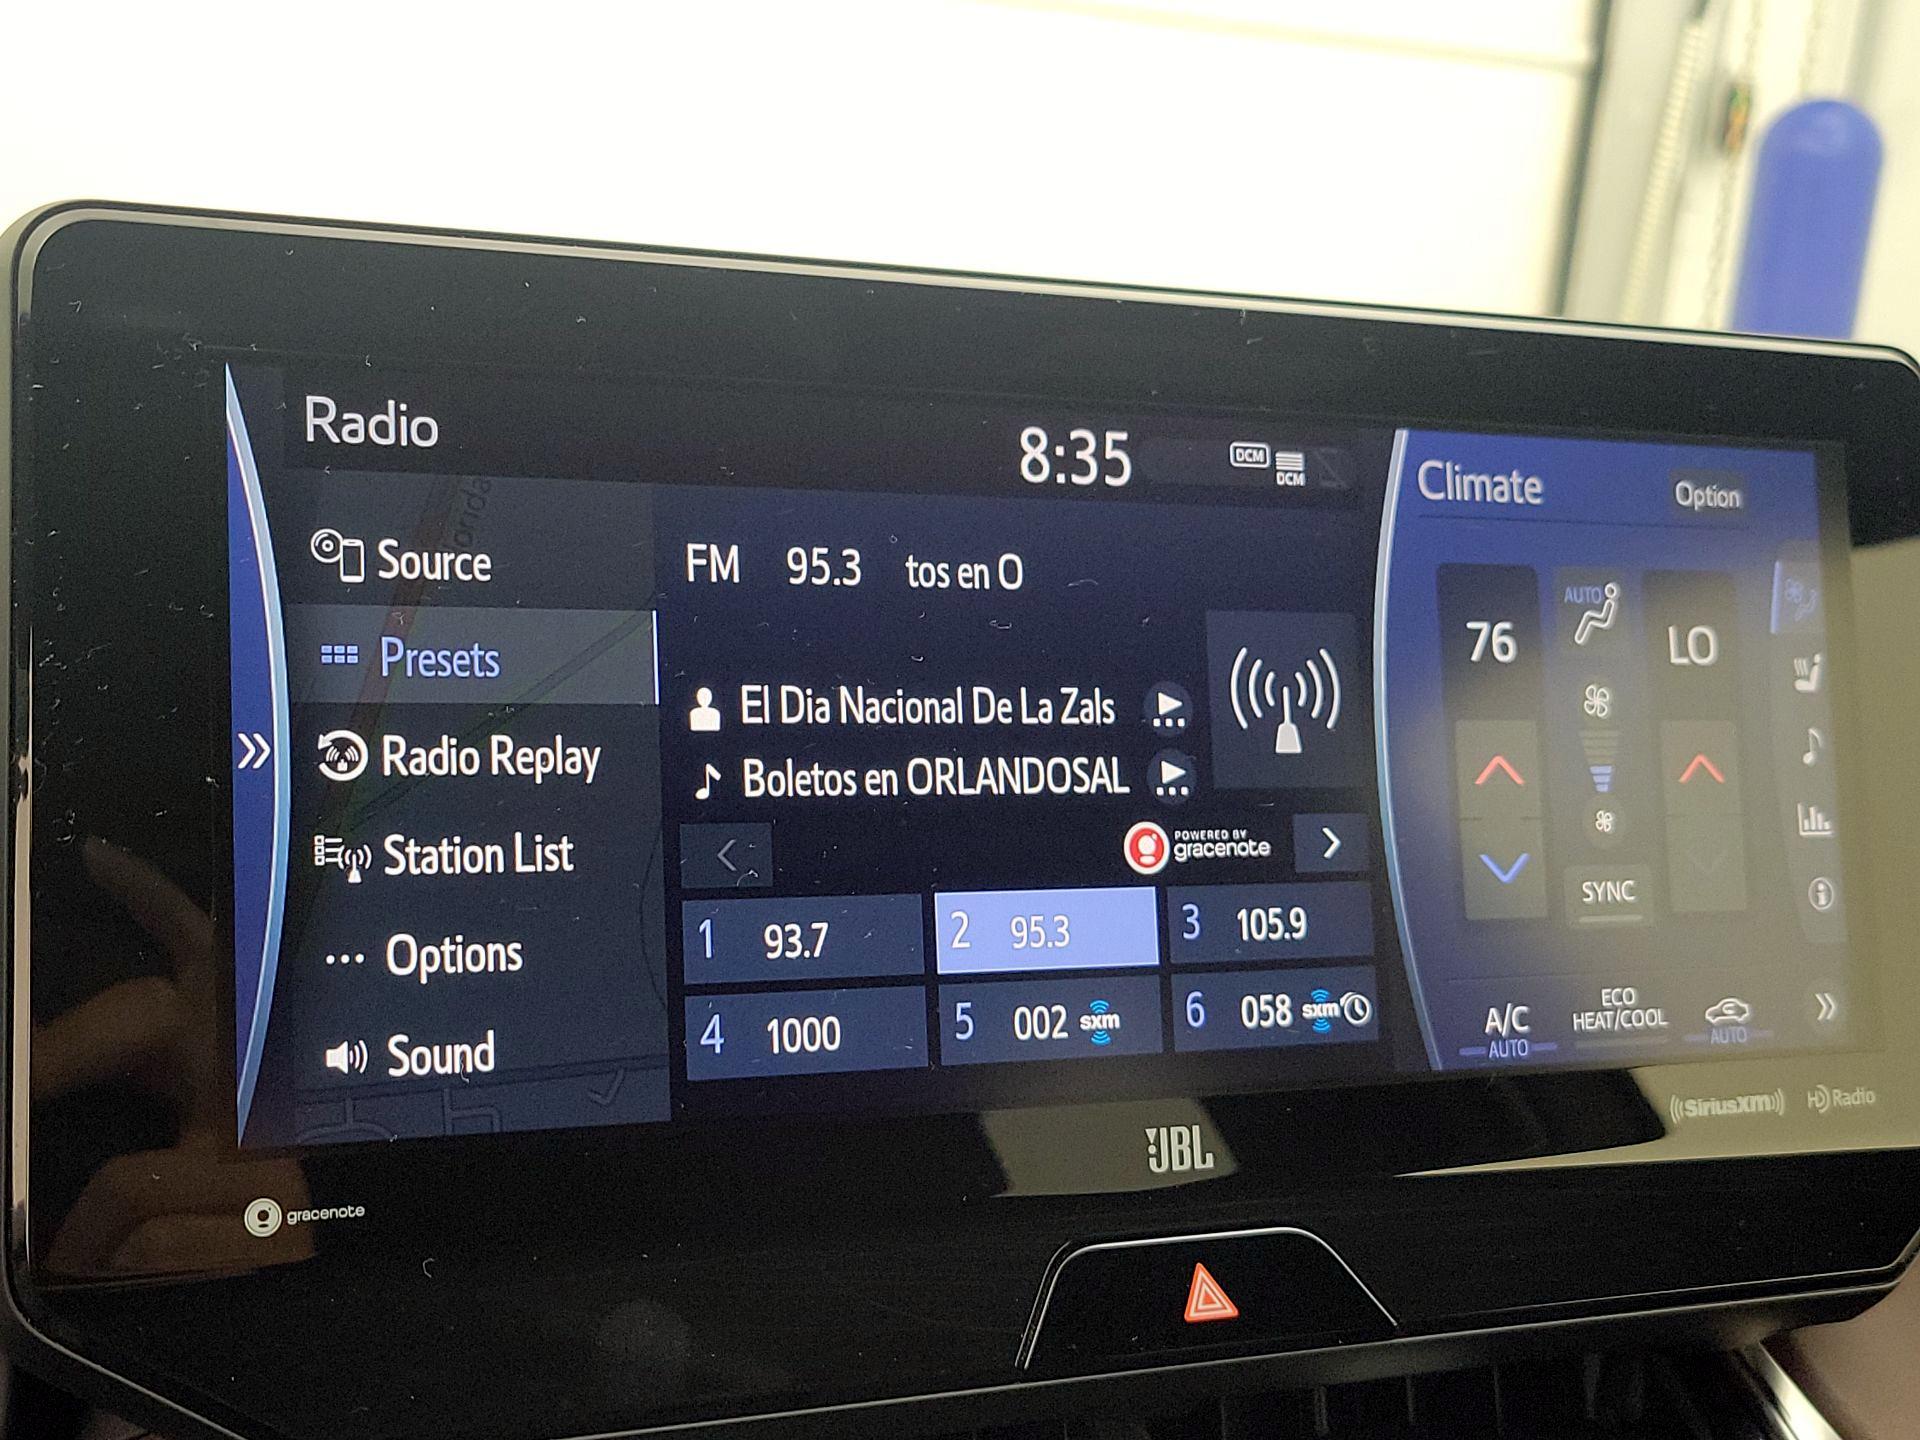 Radio
8:35
DCM
DCM
Climate
Option
Source
Presets
Radio Replay
Station List
Options
Sound
FM 95.3 tos en O
El Dia Nacional De La Zals
Boletos en ORLANDOSAL
POWERED BY
gracenote
1 93.7
2 95.3
3 105.9
4 1000
5 002 sxm
6 058 sxm
AUTO
76
LO
SYNC
A/C
AUTO
ECO
HEAT/COOL
AUTO
SiriusXM
HD Radio
JBL
gracenote